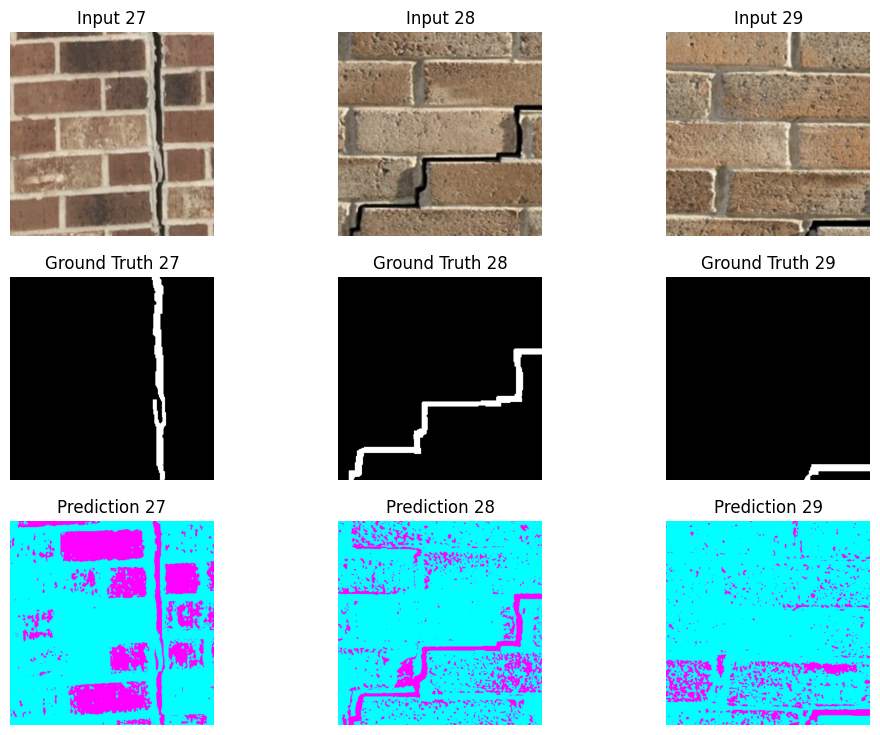 Input 27
Input 28
Input 29
Ground Truth 27
Ground Truth 28
Ground Truth 29
Prediction 27
Prediction 28
Prediction 29